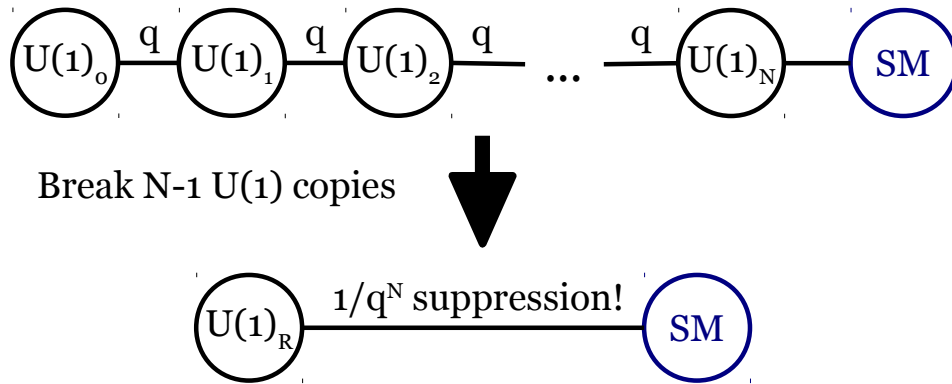 q q q q
U(1)₀ U(1)₁ U(1)₂ ... U(1)N SM
Break N-1 U(1) copies
1/qᴺ suppression!
U(1)R SM